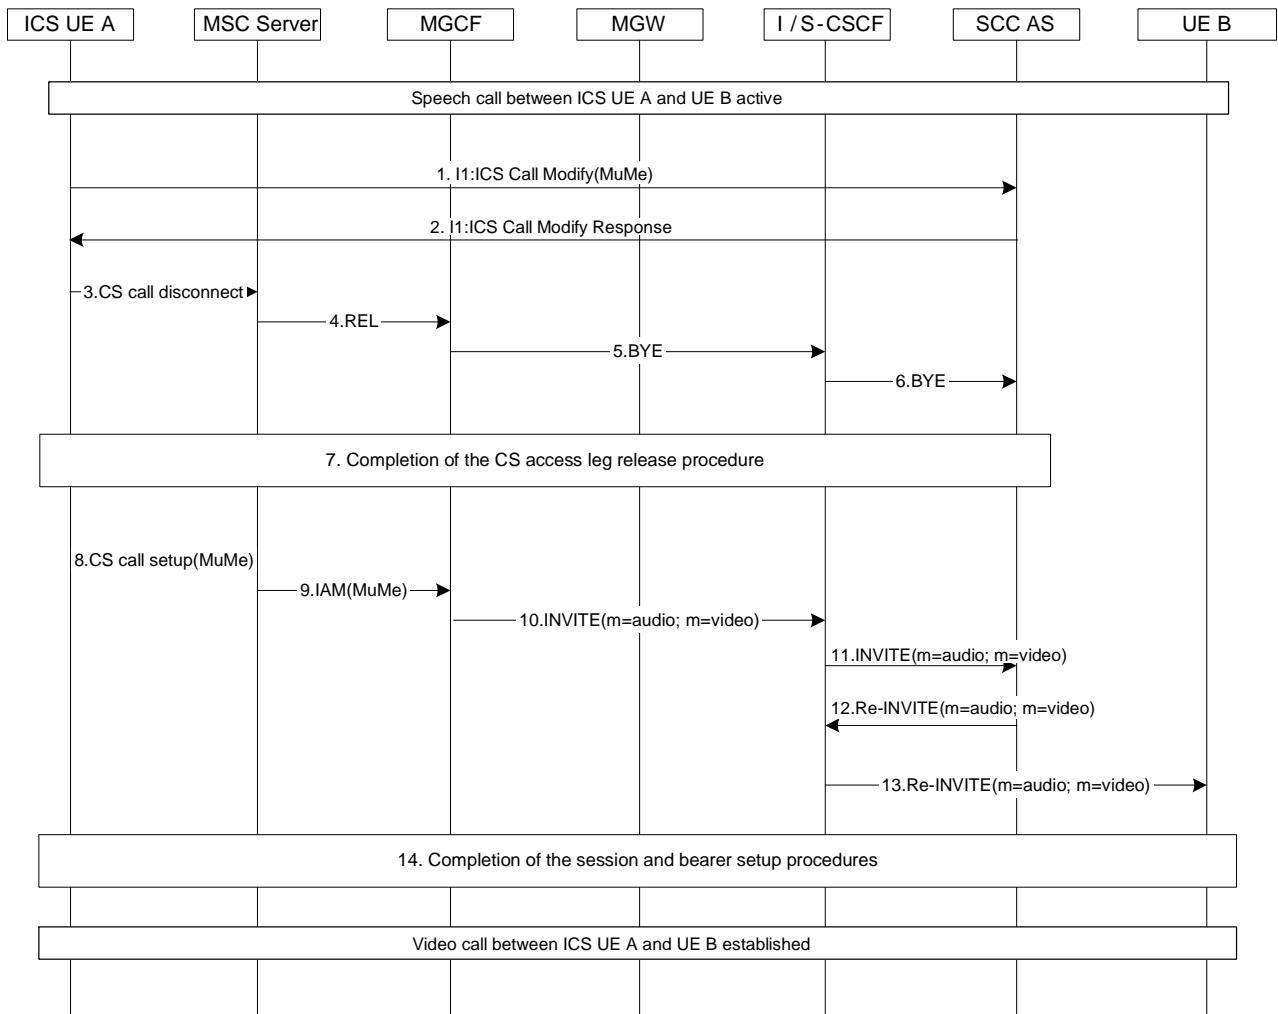 ICS UE A
MSC Server
MGCF
MGW
I / S-CSCF
SCC AS
UE B
Speech call between ICS UE A and UE B active
1. I1:ICS Call Modify(MuMe)
2. I1:ICS Call Modify Response
3.CS call disconnect
4.REL
5.BYE
6.BYE
7. Completion of the CS access leg release procedure
8.CS call setup(MuMe)
9.IAM(MuMe)
10.INVITE(m=audio; m=video)
11.INVITE(m=audio; m=video)
12.Re-INVITE(m=audio; m=video)
13.Re-INVITE(m=audio; m=video)
14. Completion of the session and bearer setup procedures
Video call between ICS UE A and UE B established